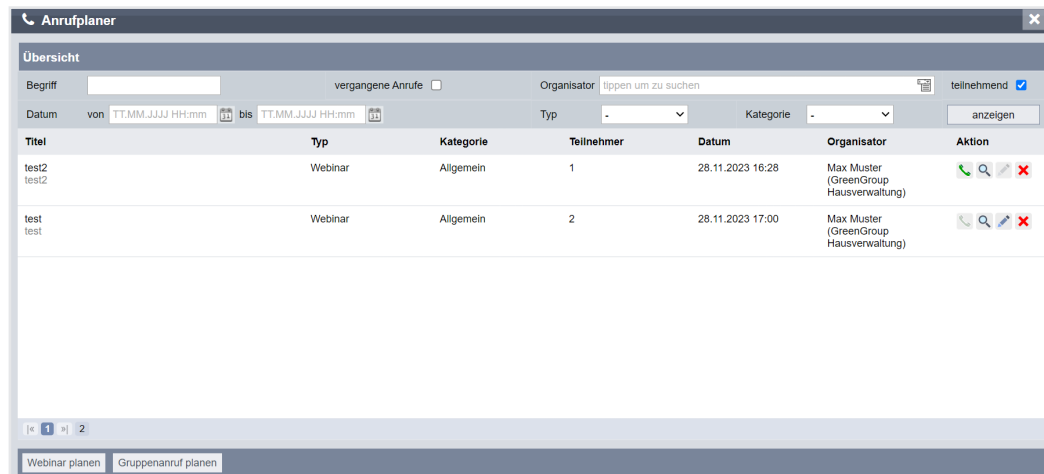 Anrufplaner
Übersicht
Begriff vergangene Anrufe Organisator tippen um zu suchen teilnehmend
Datum von TT.MM.JJJJ HH:mm bis TT.MM.JJJJ HH:mm Typ - Kategorie - anzeigen
Titel Typ Kategorie Teilnehmer Datum Organisator Aktion
test2 Webinar Allgemein 1 28.11.2023 16:28 Max Muster
test2 (GreenGroup
Hausverwaltung)
test Webinar Allgemein 2 28.11.2023 17:00 Max Muster
test (GreenGroup
Hausverwaltung)
|« 1 »| 2
Webinar planen Gruppenanruf planen